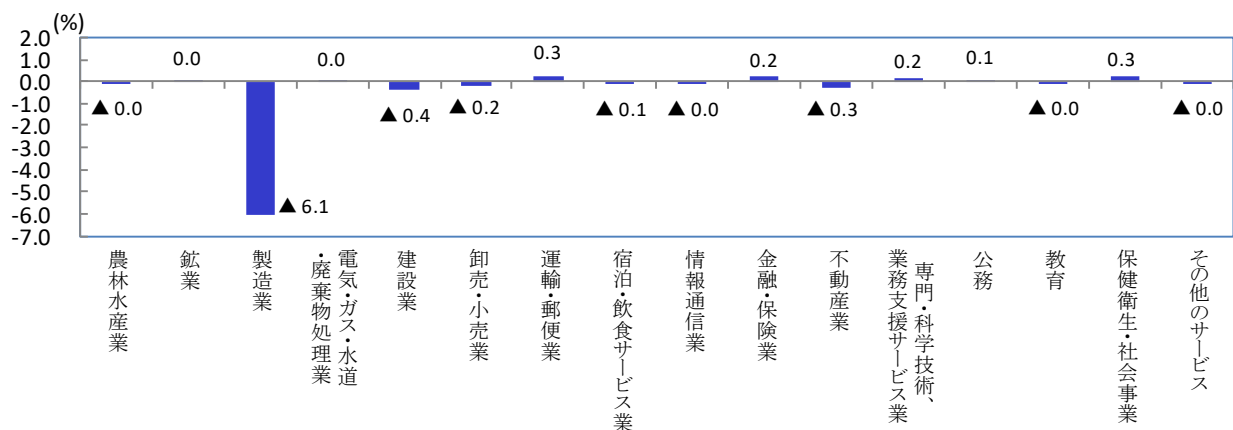 (%)
2.0
1.0
0.0
-1.0
-2.0
-3.0
-4.0
-5.0
-6.0
-7.0
▲ 0.0
0.0
▲ 6.1
0.0
▲ 0.4
▲ 0.2
0.3
▲ 0.1
▲ 0.0
0.2
▲ 0.3
0.2
0.1
▲ 0.0
0.3
▲ 0.0
農林水産業
鉱業
製造業
電気・ガス・水道
・廃棄物処理業
建設業
卸売・小売業
運輸・郵便業
宿泊・飲食サービス業
情報通信業
金融・保険業
不動産業
専門・科学技術、
業務支援サービス業
公務
教育
保健衛生・社会事業
その他のサービス